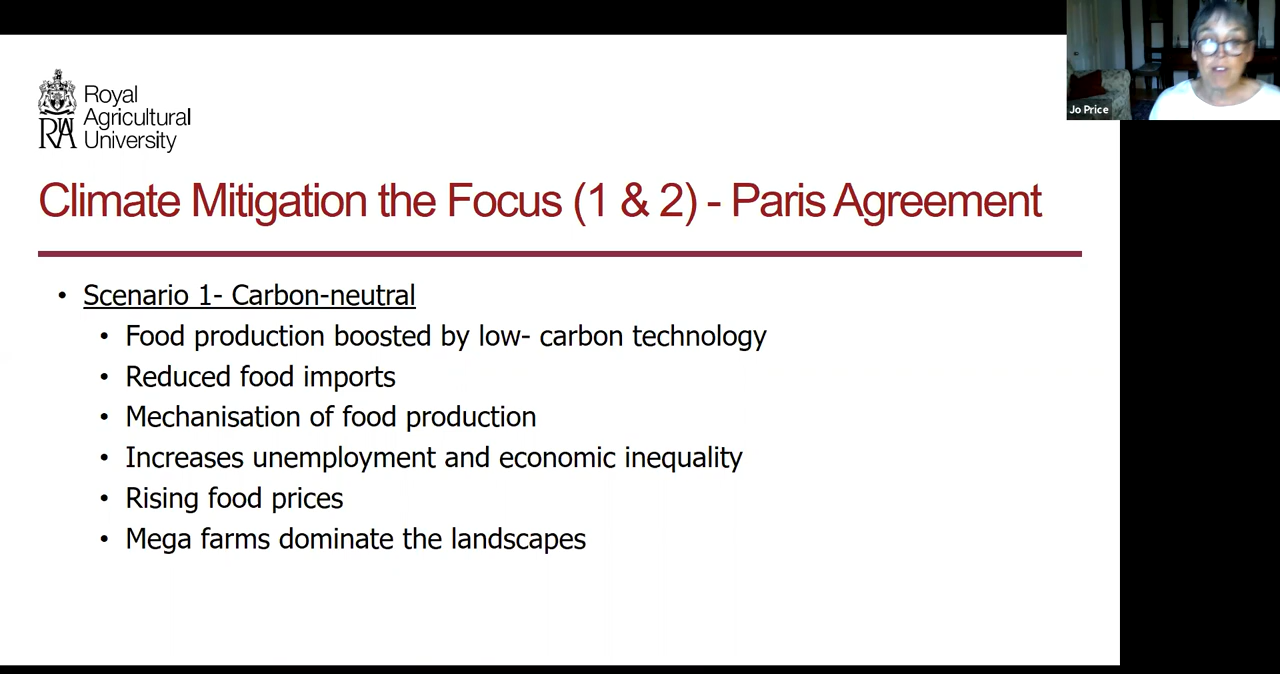 Royal
Agricultural
University
Jo Price
Climate Mitigation the Focus (1 & 2) - Paris Agreement
• Scenario 1- Carbon-neutral
• Food production boosted by low- carbon technology
• Reduced food imports
• Mechanisation of food production
• Increases unemployment and economic inequality
• Rising food prices
• Mega farms dominate the landscapes